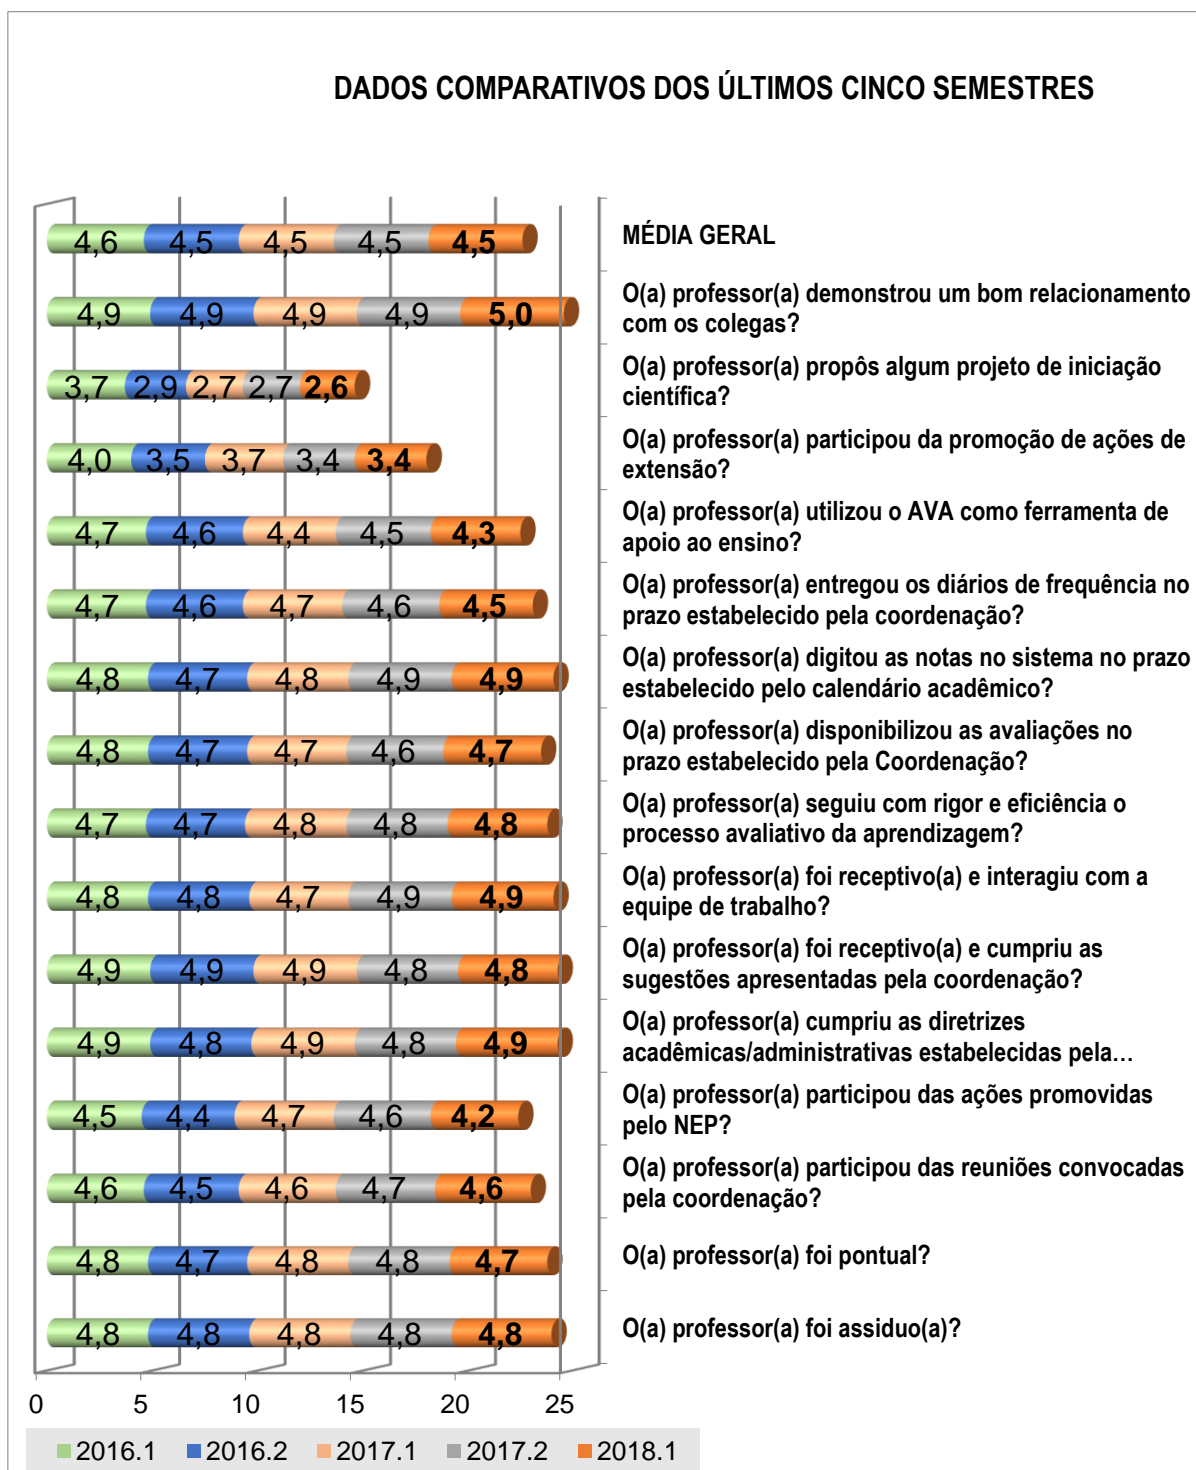 DADOS COMPARATIVOS DOS ÚLTIMOS CINCO SEMESTRES
4,6 4,5 4,5 4,5 4,5
MÉDIA GERAL
4,9 4,9 4,9 4,9 5,0
O(a) professor(a) demonstrou um bom relacionamento
com os colegas?
3,7 2,9 2,7 2,7 2,6
O(a) professor(a) propôs algum projeto de iniciação
científica?
4,0 3,5 3,7 3,4 3,4
O(a) professor(a) participou da promoção de ações de
extensão?
4,7 4,6 4,4 4,5 4,3
O(a) professor(a) utilizou o AVA como ferramenta de
apoio ao ensino?
4,7 4,6 4,7 4,6 4,5
O(a) professor(a) entregou os diários de frequência no
prazo estabelecido pela coordenação?
4,8 4,7 4,8 4,9 4,9
O(a) professor(a) digitou as notas no sistema no prazo
estabelecido pelo calendário acadêmico?
4,8 4,7 4,7 4,6 4,7
O(a) professor(a) disponibilizou as avaliações no
prazo estabelecido pela Coordenação?
4,7 4,7 4,8 4,8 4,8
O(a) professor(a) seguiu com rigor e eficiência o
processo avaliativo da aprendizagem?
4,8 4,8 4,7 4,9 4,9
O(a) professor(a) foi receptivo(a) e interagiu com a
equipe de trabalho?
4,9 4,9 4,9 4,8 4,8
O(a) professor(a) foi receptivo(a) e cumpriu as
sugestões apresentadas pela coordenação?
4,9 4,8 4,9 4,8 4,9
O(a) professor(a) cumpriu as diretrizes
acadêmicas/administrativas estabelecidas pela…
4,5 4,4 4,7 4,6 4,2
O(a) professor(a) participou das ações promovidas
pelo NEP?
4,6 4,5 4,6 4,7 4,6
O(a) professor(a) participou das reuniões convocadas
pela coordenação?
4,8 4,7 4,8 4,8 4,7
O(a) professor(a) foi pontual?
4,8 4,8 4,8 4,8 4,8
O(a) professor(a) foi assiduo(a)?
0 5 10 15 20 25
2016.1 2016.2 2017.1 2017.2 2018.1